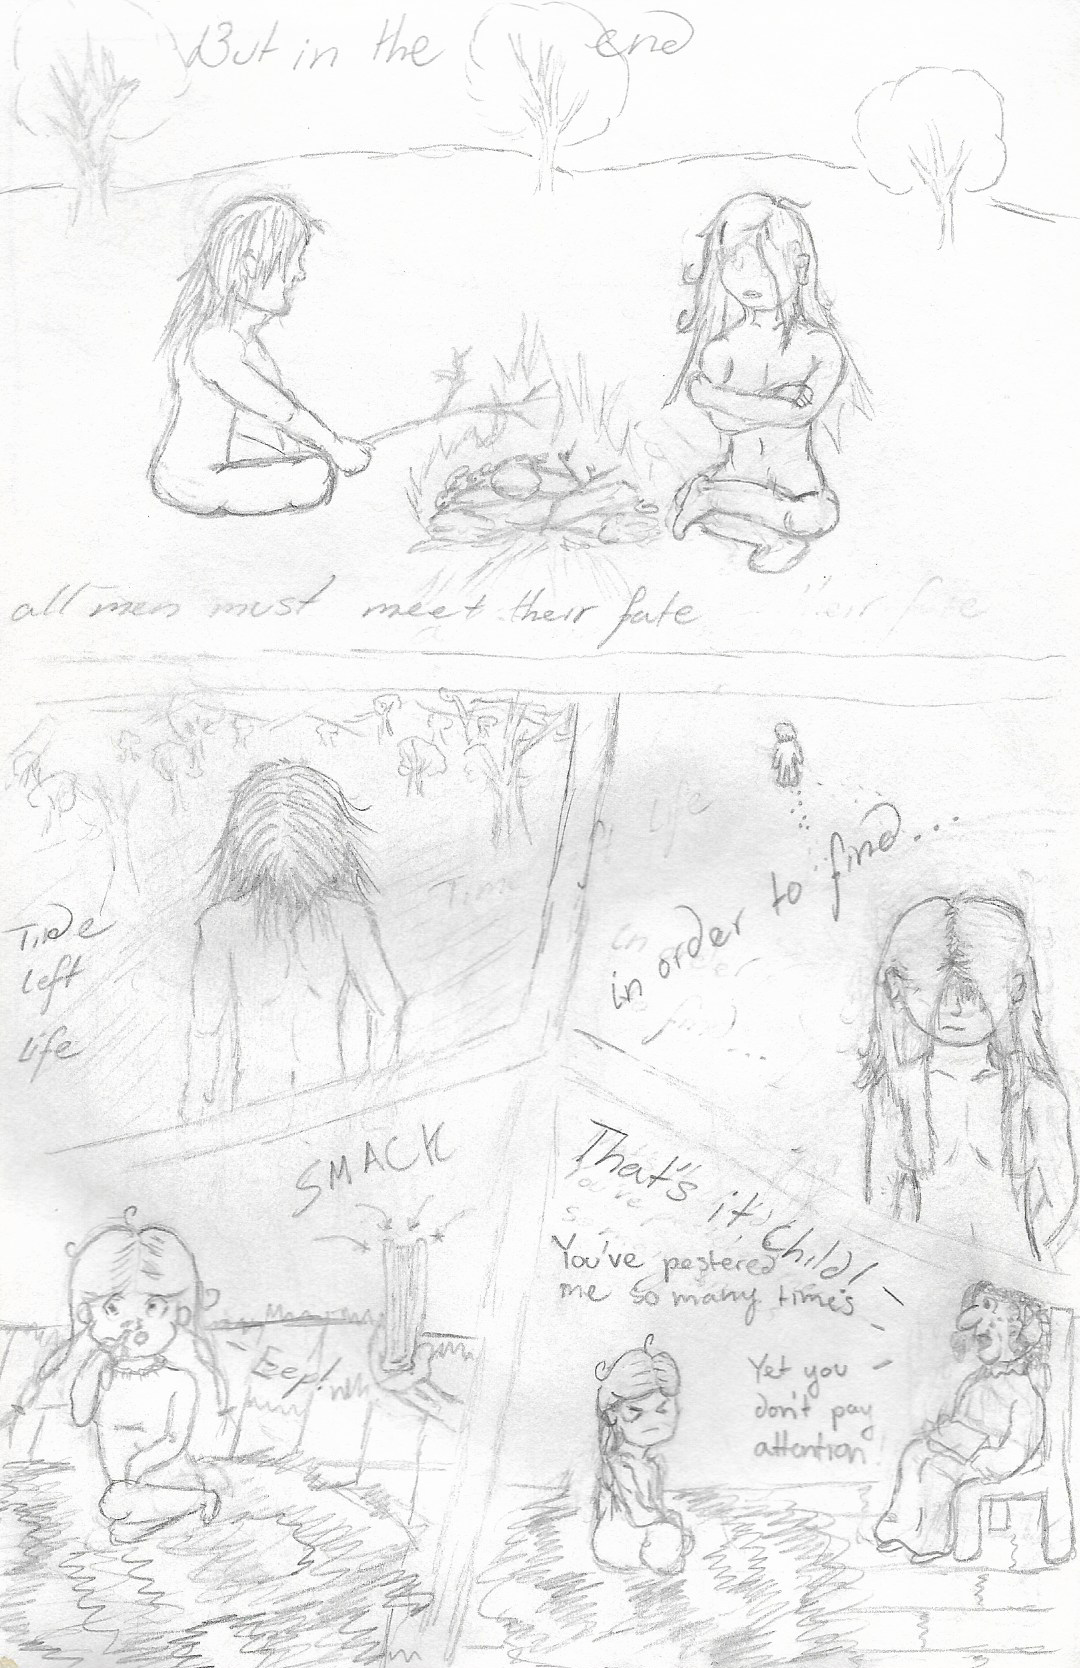 But in the end
all men must meet their fate
their fate
Time
Tide
Left
Life
Life
in order to find...
SMACK
Eep!
That's it Child!
You've pestered
me so many times
Yet you
don't pay
attention!